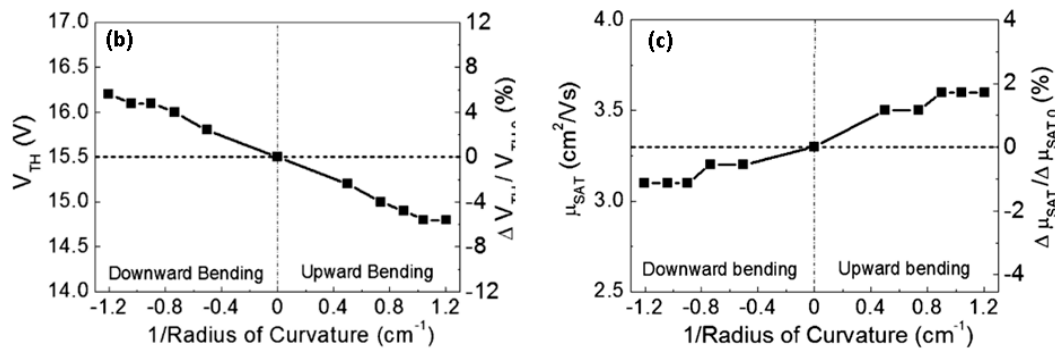 (b)
17.0
16.5
16.0
15.5
15.0
14.5
14.0
V_TH (V)
12
8
4
0
-4
-8
-12
Δ V_TH / V_TH,0 (%)
Downward Bending
Upward Bending
-1.2 -0.8 -0.4 0 0.4 0.8 1.2
1/Radius of Curvature (cm⁻¹)
(c)
4.0
3.5
3.0
2.5
μ_SAT (cm²/Vs)
4
2
0
-2
-4
Δ μ_SAT/Δ μ_SAT,0 (%)
Downward bending
Upward bending
-1.2 -0.8 -0.4 0 0.4 0.8 1.2
1/Radius of Curvature (cm⁻¹)